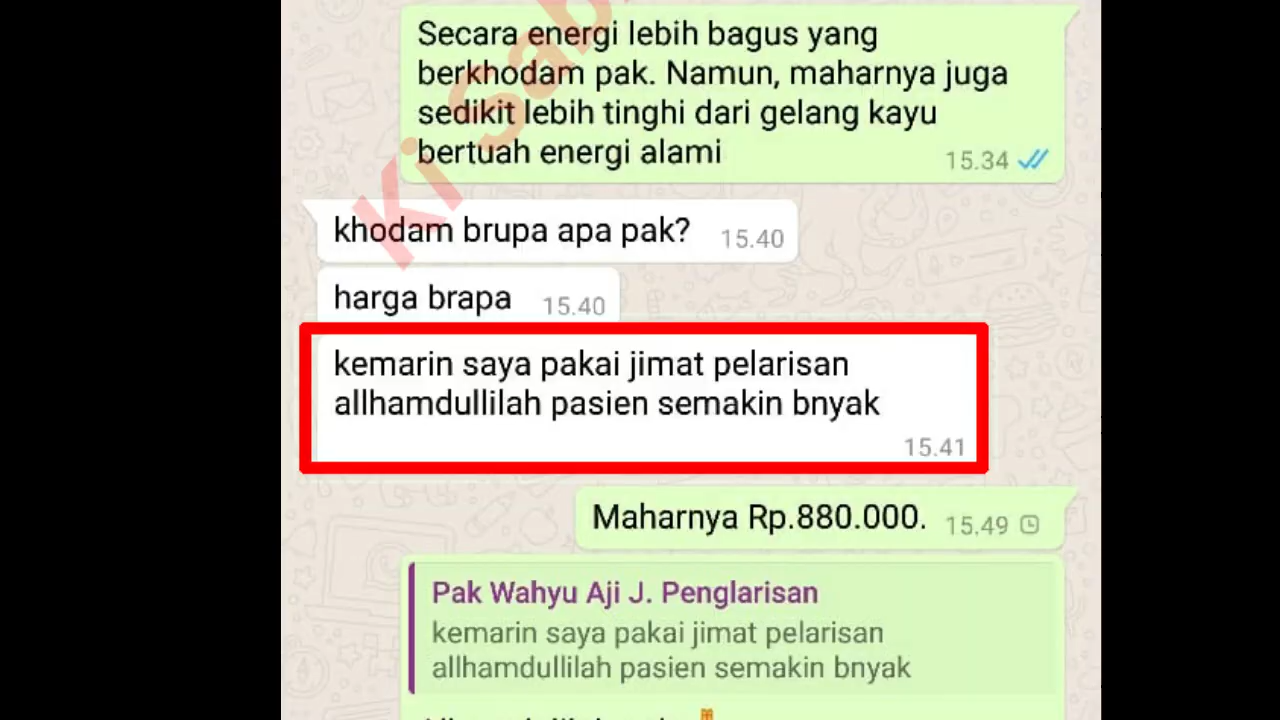 Secara energi lebih bagus yang
berkhodam pak. Namun, maharnya juga
sedikit lebih tinghi dari gelang kayu
bertuah energi alami
15.34
khodam brupa apa pak?
15.40
harga brapa
15.40
kemarin saya pakai jimat pelarisan
allhamdullilah pasien semakin bnyak
15.41
Maharnya Rp.880.000.
15.49
Pak Wahyu Aji J. Penglarisan
kemarin saya pakai jimat pelarisan
allhamdullilah pasien semakin bnyak
Ki Sab